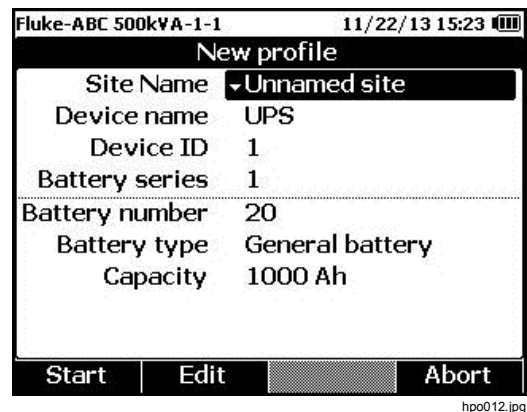 Fluke-ABC 500kVA-1-1 11/22/13 15:23
New profile
Site Name Unnamed site
Device name UPS
Device ID 1
Battery series 1
Battery number 20
Battery type General battery
Capacity 1000 Ah
Start Edit Abort
hpo012.jpg